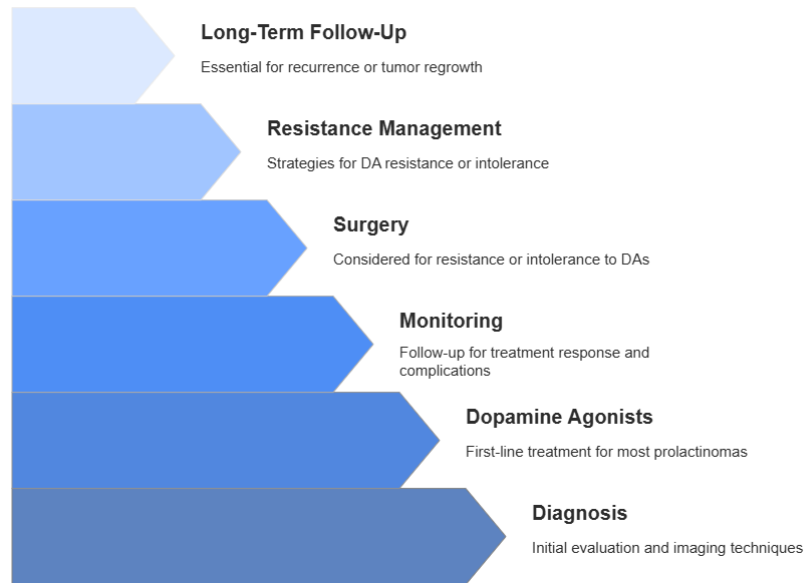 Long-Term Follow-Up
Essential for recurrence or tumor regrowth
Resistance Management
Strategies for DA resistance or intolerance
Surgery
Considered for resistance or intolerance to DAs
Monitoring
Follow-up for treatment response and
complications
Dopamine Agonists
First-line treatment for most prolactinomas
Diagnosis
Initial evaluation and imaging techniques